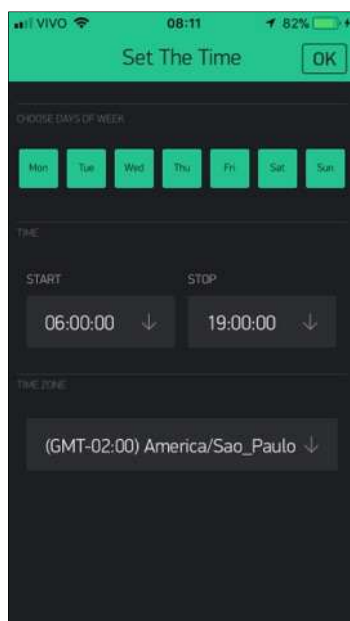 VIVO 08:11 82%
Set The Time OK
CHOOSE DAYS OF WEEK
Mon Tue Wed Thu Fri Sat Sun
TIME
START STOP
06:00:00 19:00:00
TIME ZONE
(GMT-02:00) America/Sao_Paulo